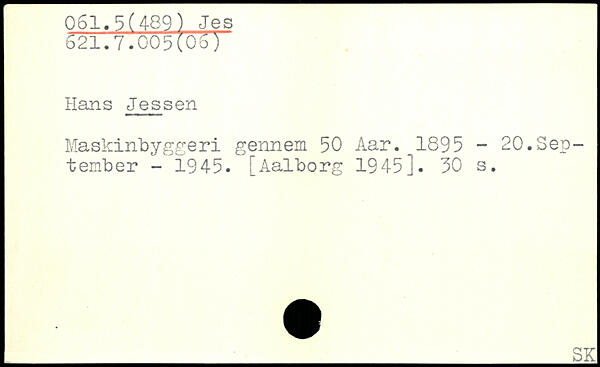 061.5(489) Jes
621.7.005(06)
Hans Jessen
Maskinbyggeri gennem 50 Aar. 1895 - 20.Sep-
tember - 1945. [Aalborg 1945]. 30 s.
SK